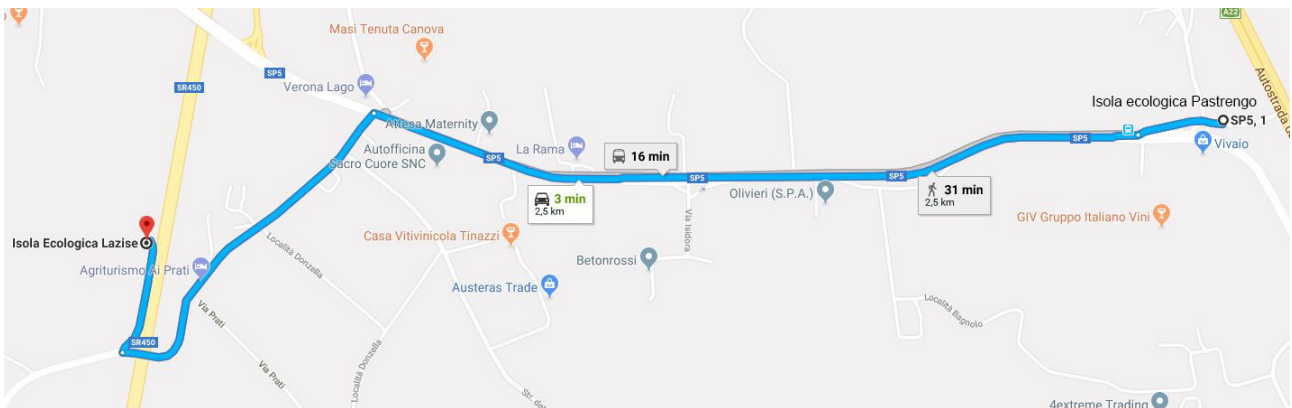 A22
Masi Tenuta Canova
SP5
SR450
Verona Lago
Autostrada de
Isola ecologica Pastrengo
SP5, 1
Attesa Maternity
Autofficina
Sacro Cuore SNC
La Rama
16 min
SP5
Vivaio
SP5
3 min
2,5 km
SP5
Olivieri (S.P.A.)
SP5
31 min
2,5 km
Via Isidora
GIV Gruppo Italiano Vini
Isola Ecologica Lazise
Casa Vitivinicola Tinazzi
Località Donzella
Agriturismo Ai Prati
Betonrossi
Austeras Trade
Via Prati
Località Bagnolo
SR450
Via Prati
Località Donzella
Str. de
4extreme Trading